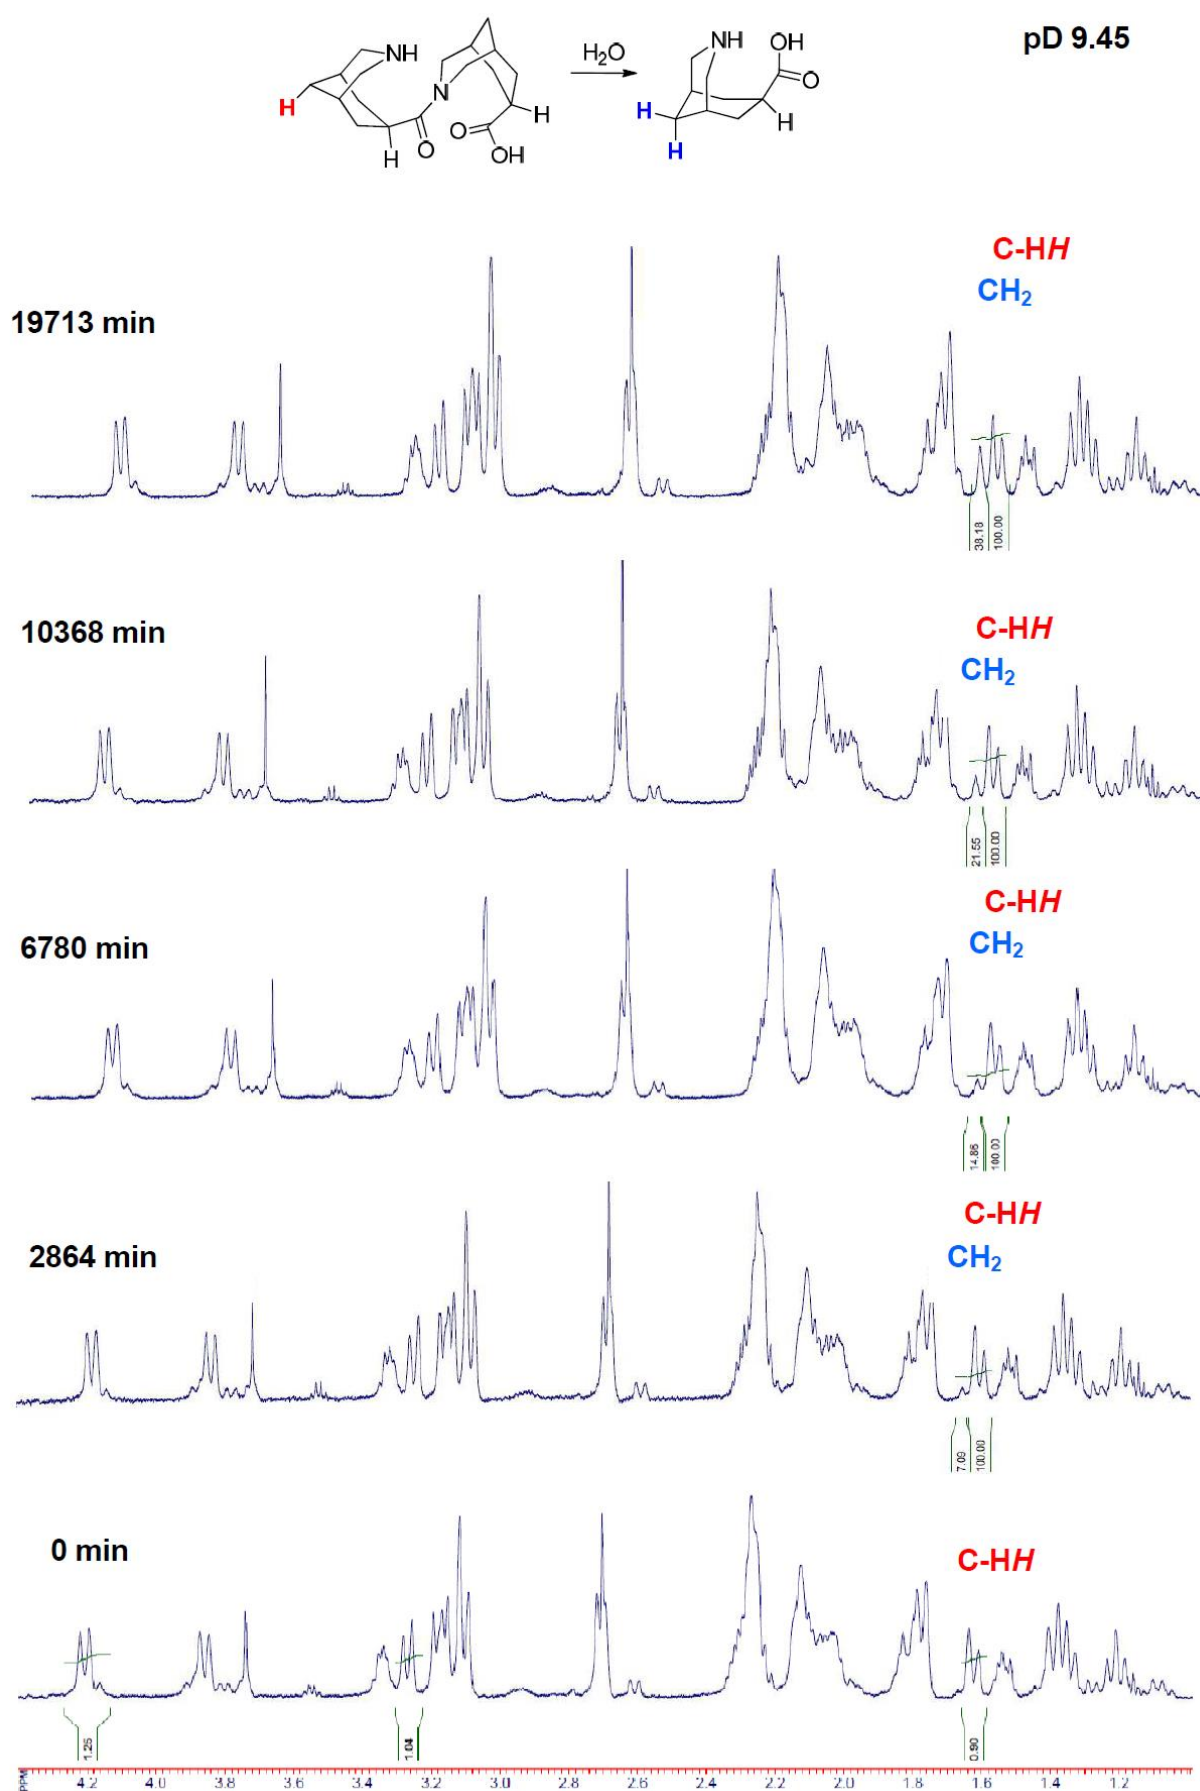 H₂O
pD 9.45
NH
N
H
H
O
O
OH
H
NH
OH
O
H
H
H
C-HH
CH₂
19713 min
38.18
100.00
C-HH
CH₂
10368 min
21.55
100.00
C-HH
CH₂
6780 min
14.86
100.00
C-HH
CH₂
2864 min
7.09
100.00
C-HH
0 min
1.26
1.04
0.90
PPM 4.2 4.0 3.8 3.6 3.4 3.2 3.0 2.8 2.6 2.4 2.2 2.0 1.8 1.6 1.4 1.2